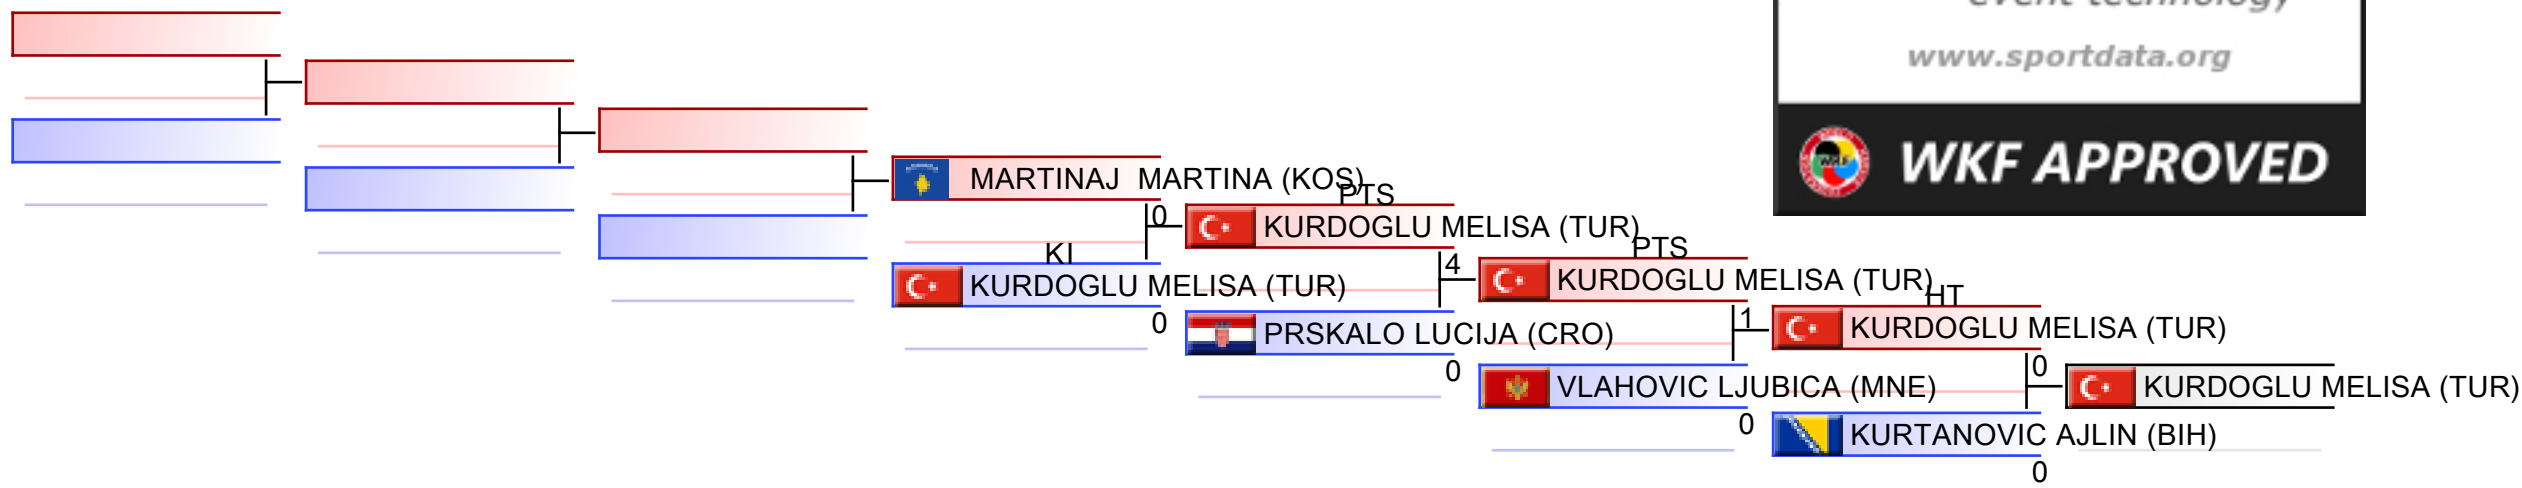 event technology
www.sportdata.org
WKF APPROVED
MARTINAJ MARTINA (KOS)
PTS
0
KURDOGLU MELISA (TUR)
KI
PTS
KURDOGLU MELISA (TUR)
4
KURDOGLU MELISA (TUR)
HT
0
PRSKALO LUCIJA (CRO)
1
KURDOGLU MELISA (TUR)
0
VLAHOVIC LJUBICA (MNE)
0
KURDOGLU MELISA (TUR)
0
KURTANOVIC AJLIN (BIH)
0